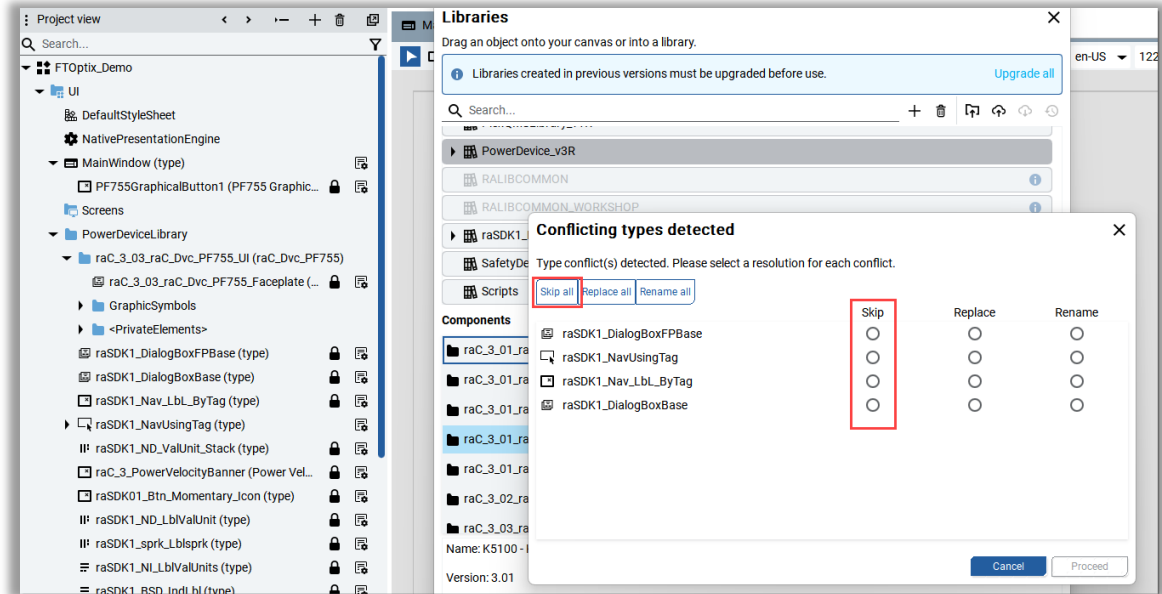 Project view
Search...
FTOptix_Demo
UI
DefaultStyleSheet
NativePresentationEngine
MainWindow (type)
PF755GraphicalButton1 (PF755 Graphic...
Screens
PowerDeviceLibrary
raC_3_03_raC_Dvc_PF755_UI (raC_Dvc_PF755)
raC_3_03_raC_Dvc_PF755_Faceplate (...
GraphicSymbols
<PrivateElements>
raSDK1_DialogBoxFPBase (type)
raSDK1_DialogBoxBase (type)
raSDK1_Nav_LbL_ByTag (type)
raSDK1_NavUsingTag (type)
raSDK1_ND_ValUnit_Stack (type)
raC_3_PowerVelocityBanner (Power Vel...
raSDK01_Btn_Momentary_Icon (type)
raSDK1_ND_LblValUnit (type)
raSDK1_sprk_Lblsprk (type)
raSDK1_NI_LblValUnits (type)
raSDK1_BSD_IndLbl (type)
Libraries
Drag an object onto your canvas or into a library.
Libraries created in previous versions must be upgraded before use.
Upgrade all
Search...
PowerDevice_v3R
RALIBCOMMON
RALIBCOMMON_WORKSHOP
raSDK1_
SafetyDe
Scripts
Components
raC_3_01_ra
raC_3_01_ra
raC_3_01_ra
raC_3_01_ra
raC_3_01_ra
raC_3_02_ra
raC_3_03_ra
Name: K5100 -
Version: 3.01
en-US
122
Conflicting types detected
Type conflict(s) detected. Please select a resolution for each conflict.
Skip all Replace all Rename all
Skip Replace Rename
raSDK1_DialogBoxFPBase
raSDK1_NavUsingTag
raSDK1_Nav_LbL_ByTag
raSDK1_DialogBoxBase
Cancel Proceed